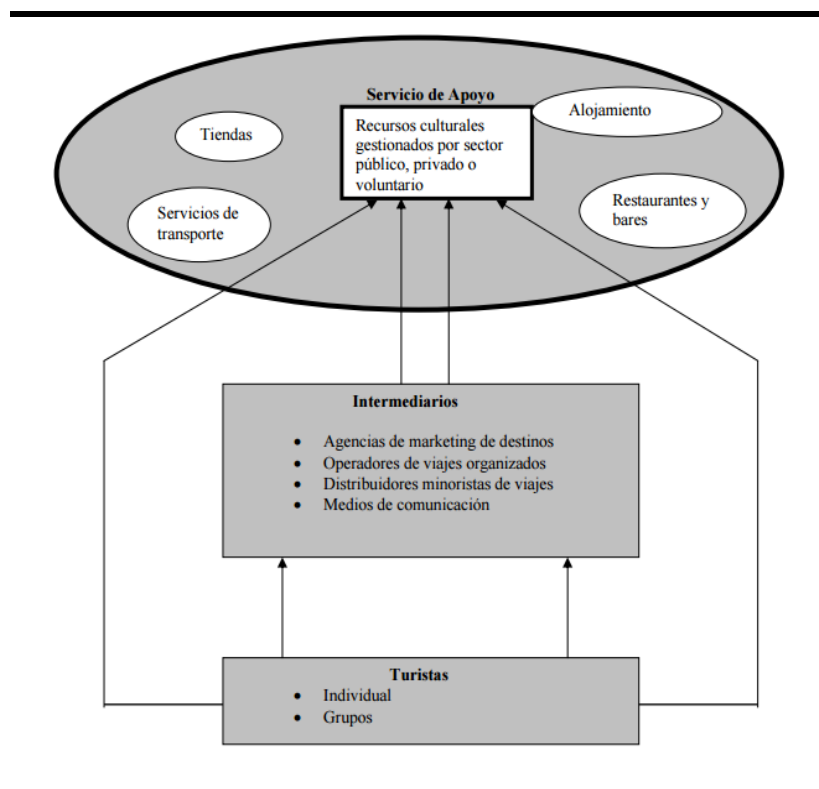 Servicio de Apoyo
Tiendas
Recursos culturales
gestionados por sector
público, privado o
voluntario
Alojamiento
Servicios de
transporte
Restaurantes y
bares
Intermediarios
• Agencias de marketing de destinos
• Operadores de viajes organizados
• Distribuidores minoristas de viajes
• Medios de comunicación
Turistas
• Individual
• Grupos